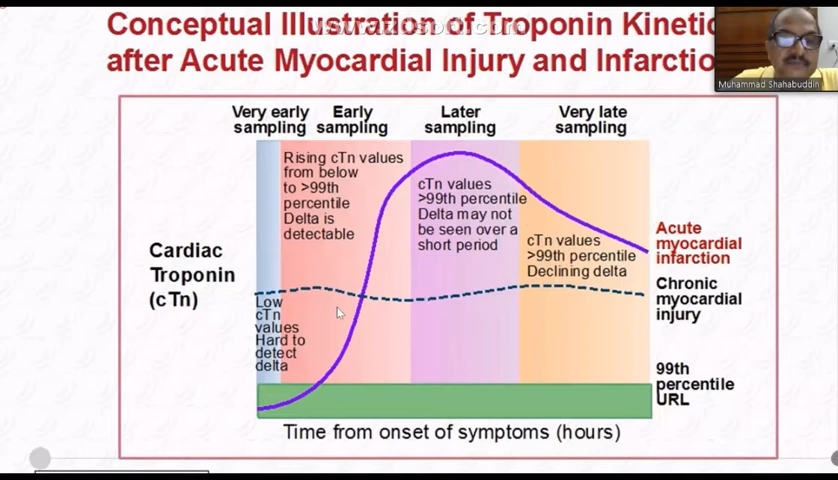 Conceptual Illustration of Troponin Kinetic
after Acute Myocardial Injury and Infarctio
Muhammad Shahabuddin
Very early
sampling
Early
sampling
Later
sampling
Very late
sampling
Rising cTn values
from below
to >99th
percentile
Delta is
detectable
cTn values
>99th percentile
Delta may not
be seen over a
short period
cTn values
>99th percentile
Declining delta
Low
cTn
values
Hard to
detect
delta
Cardiac
Troponin
(cTn)
Acute
myocardial
infarction
Chronic
myocardial
injury
99th
percentile
URL
Time from onset of symptoms (hours)